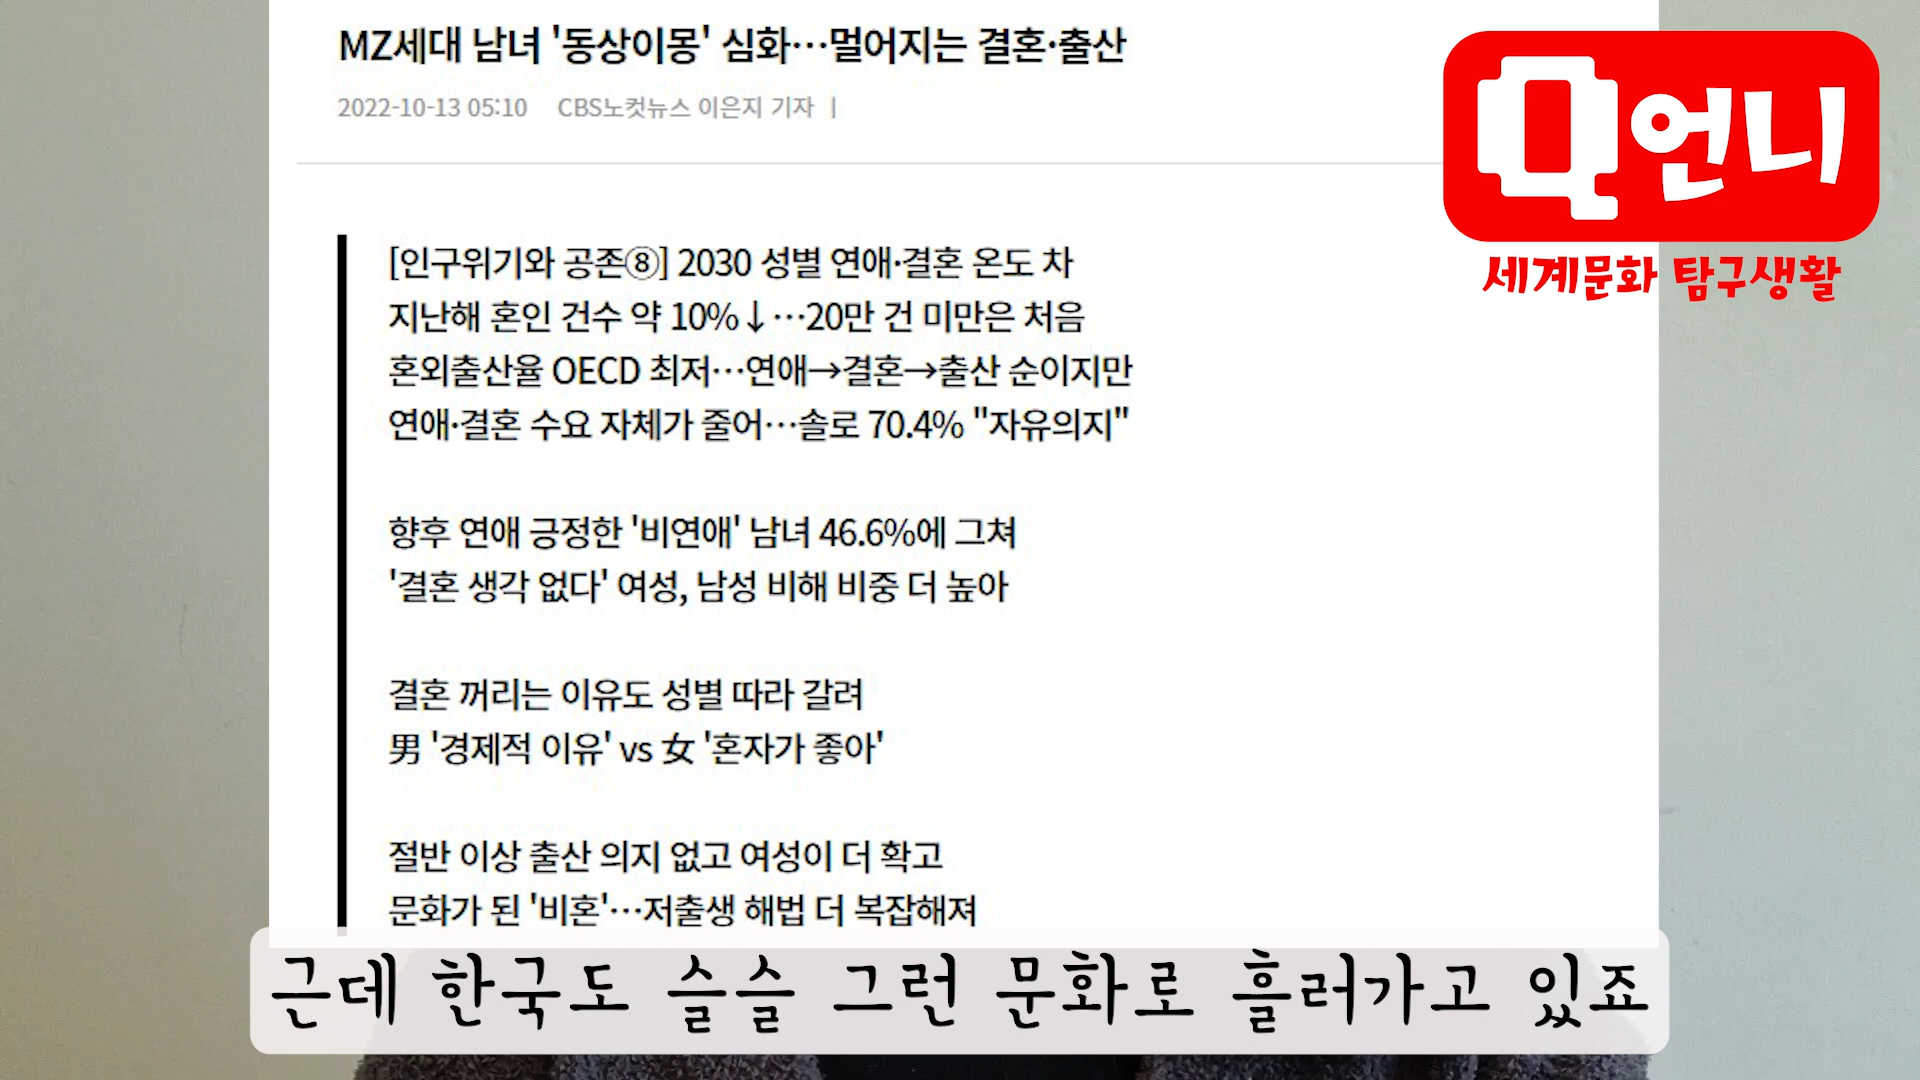 MZ세대 남녀 '동상이몽' 심화…멀어지는 결혼·출산
2022-10-13 05:10 CBS노컷뉴스 이은지 기자 |
Q언니
세계문화 탐구생활
[인구위기와 공존⑧] 2030 성별 연애·결혼 온도 차
지난해 혼인 건수 약 10%↓…20만 건 미만은 처음
혼외출산율 OECD 최저…연애→결혼→출산 순이지만
연애·결혼 수요 자체가 줄어…솔로 70.4% "자유의지"
향후 연애 긍정한 '비연애' 남녀 46.6%에 그쳐
'결혼 생각 없다' 여성, 남성 비해 비중 더 높아
결혼 꺼리는 이유도 성별 따라 갈려
男 '경제적 이유' vs 女 '혼자가 좋아'
절반 이상 출산 의지 없고 여성이 더 확고
문화가 된 '비혼'…저출생 해법 더 복잡해져
근데 한국도 슬슬 그런 문화로 흘러가고 있죠